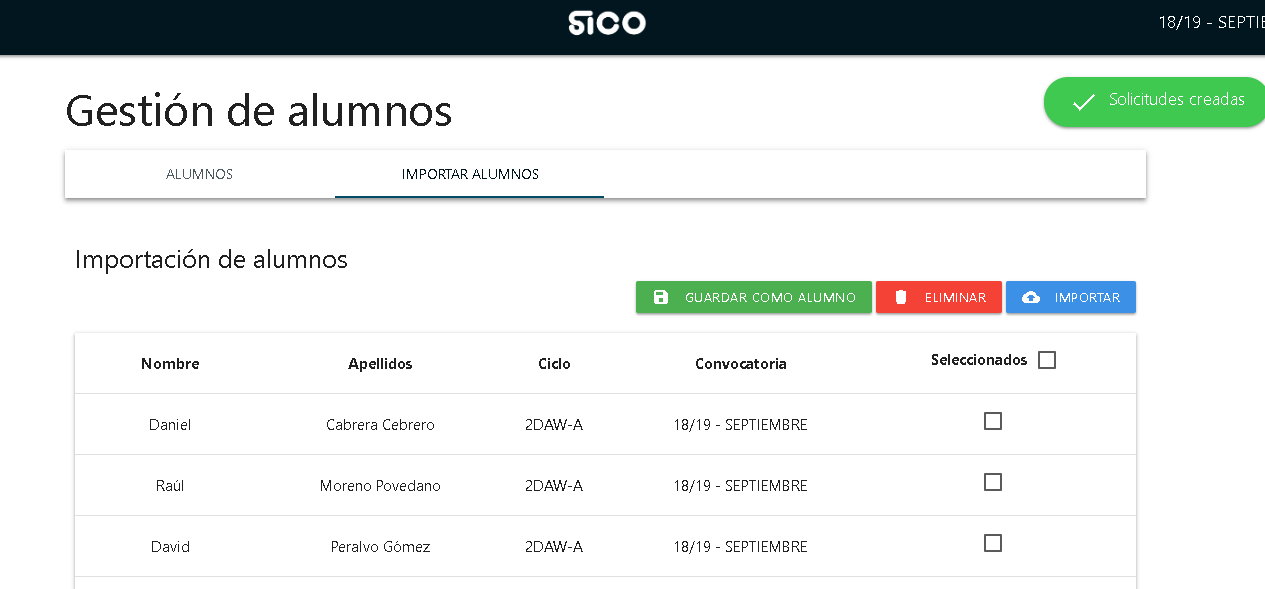 SICO
18/19 - SEPTIE
Gestión de alumnos
Solicitudes creadas
ALUMNOS IMPORTAR ALUMNOS
Importación de alumnos
GUARDAR COMO ALUMNO ELIMINAR IMPORTAR
Nombre Apellidos Ciclo Convocatoria Seleccionados
Daniel Cabrera Cebrero 2DAW-A 18/19 - SEPTIEMBRE
Raúl Moreno Povedano 2DAW-A 18/19 - SEPTIEMBRE
David Peralvo Gómez 2DAW-A 18/19 - SEPTIEMBRE